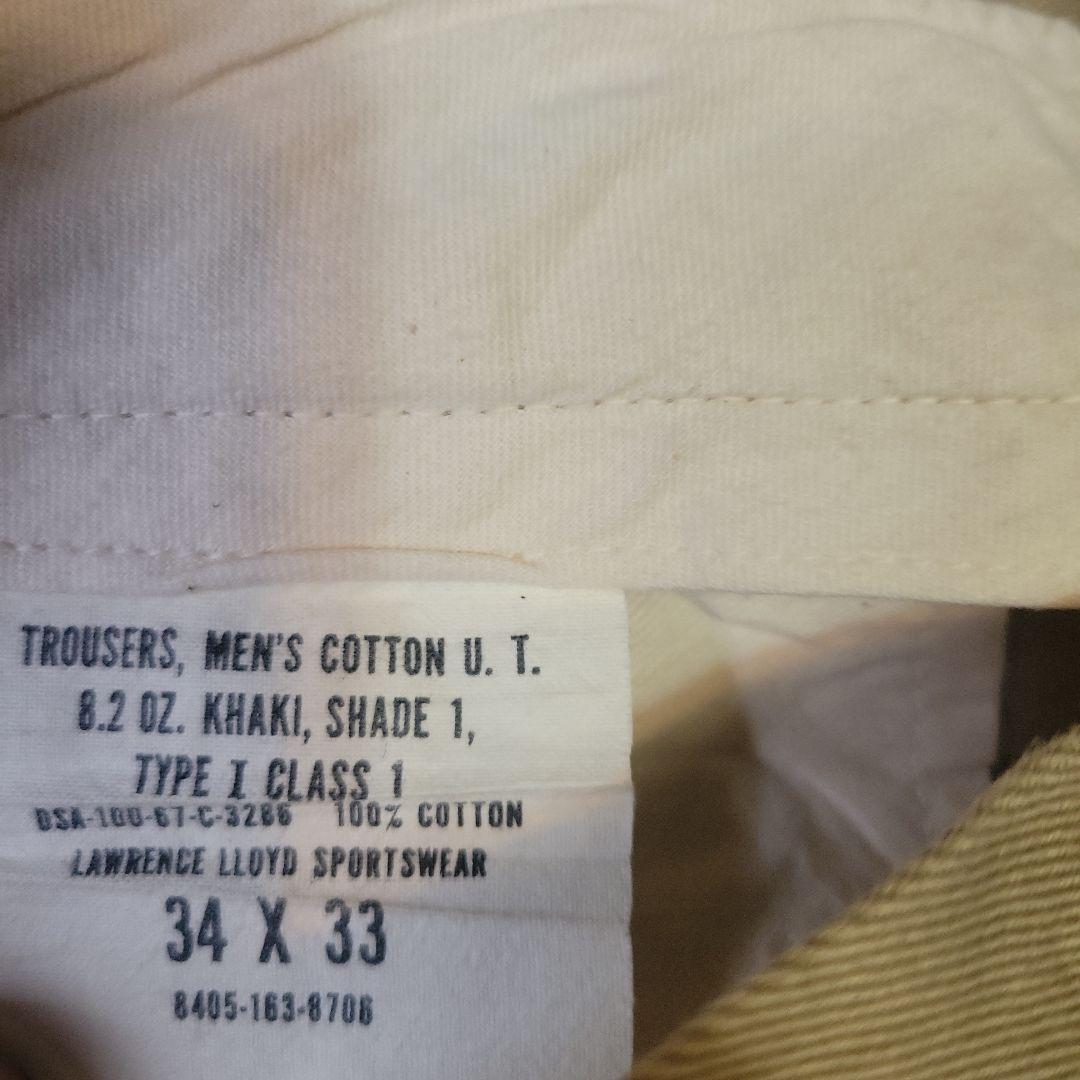 TROUSERS, MEN'S COTTON U. T.
8.2 OZ. KHAKI, SHADE 1,
TYPE I CLASS 1
DSA-100-67-C-3286 100% COTTON
LAWRENCE LLOYD SPORTSWEAR
34 X 33
8405-163-8706